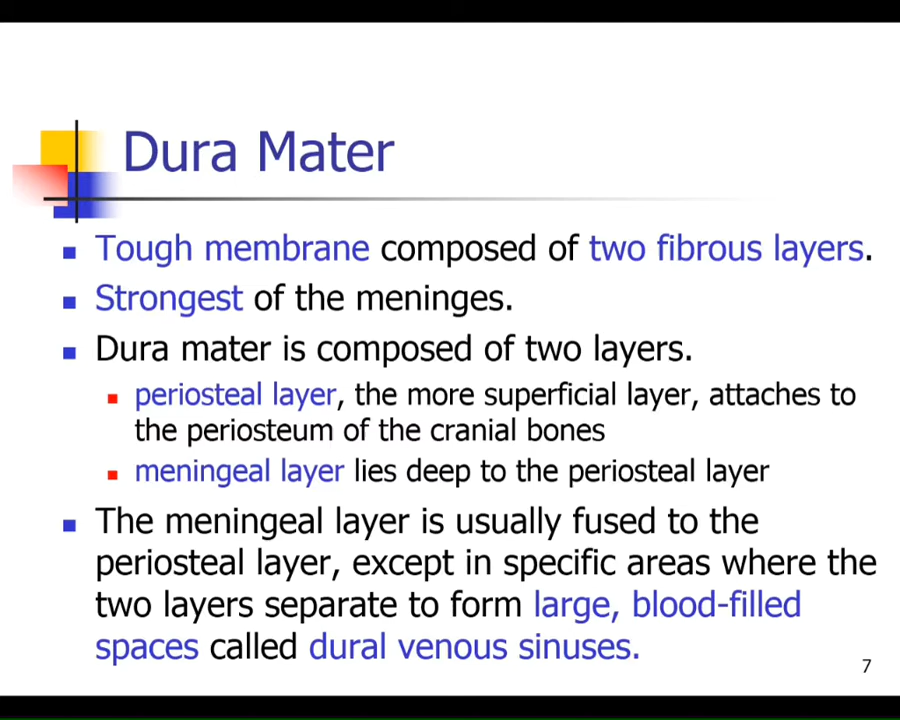 Dura Mater
Tough membrane composed of two fibrous layers.
Strongest of the meninges.
Dura mater is composed of two layers.
periosteal layer, the more superficial layer, attaches to
the periosteum of the cranial bones
meningeal layer lies deep to the periosteal layer
The meningeal layer is usually fused to the
periosteal layer, except in specific areas where the
two layers separate to form large, blood-filled
spaces called dural venous sinuses.
7